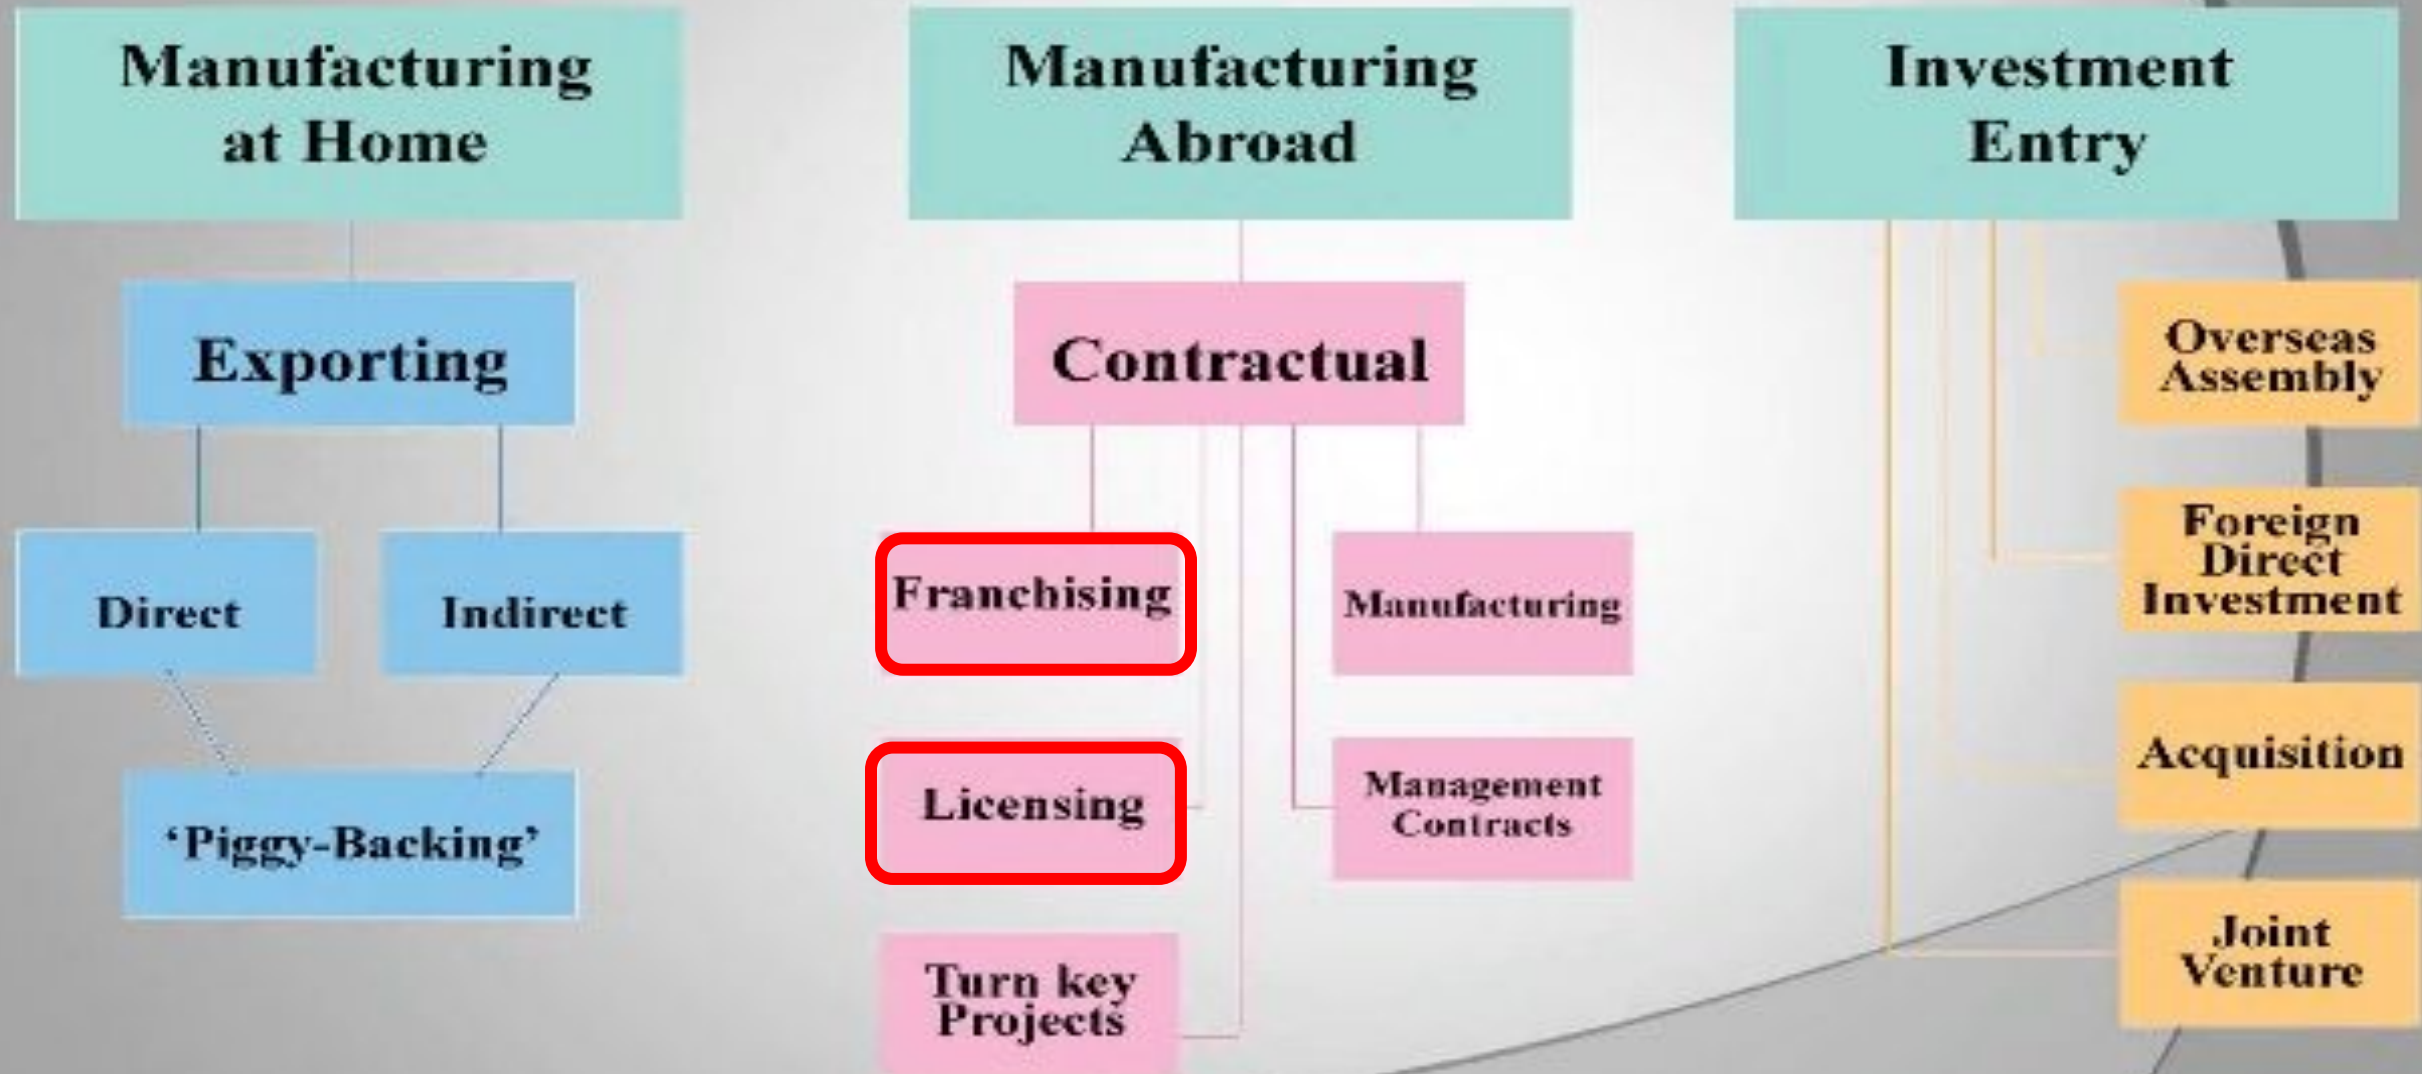 Manufacturing
at Home
Exporting
Direct
Indirect
‘Piggy-Backing’
Manufacturing
Abroad
Contractual
Franchising
Manufacturing
Licensing
Management
Contracts
Turn key
Projects
Investment
Entry
Overseas
Assembly
Foreign
Direct
Investment
Acquisition
Joint
Venture